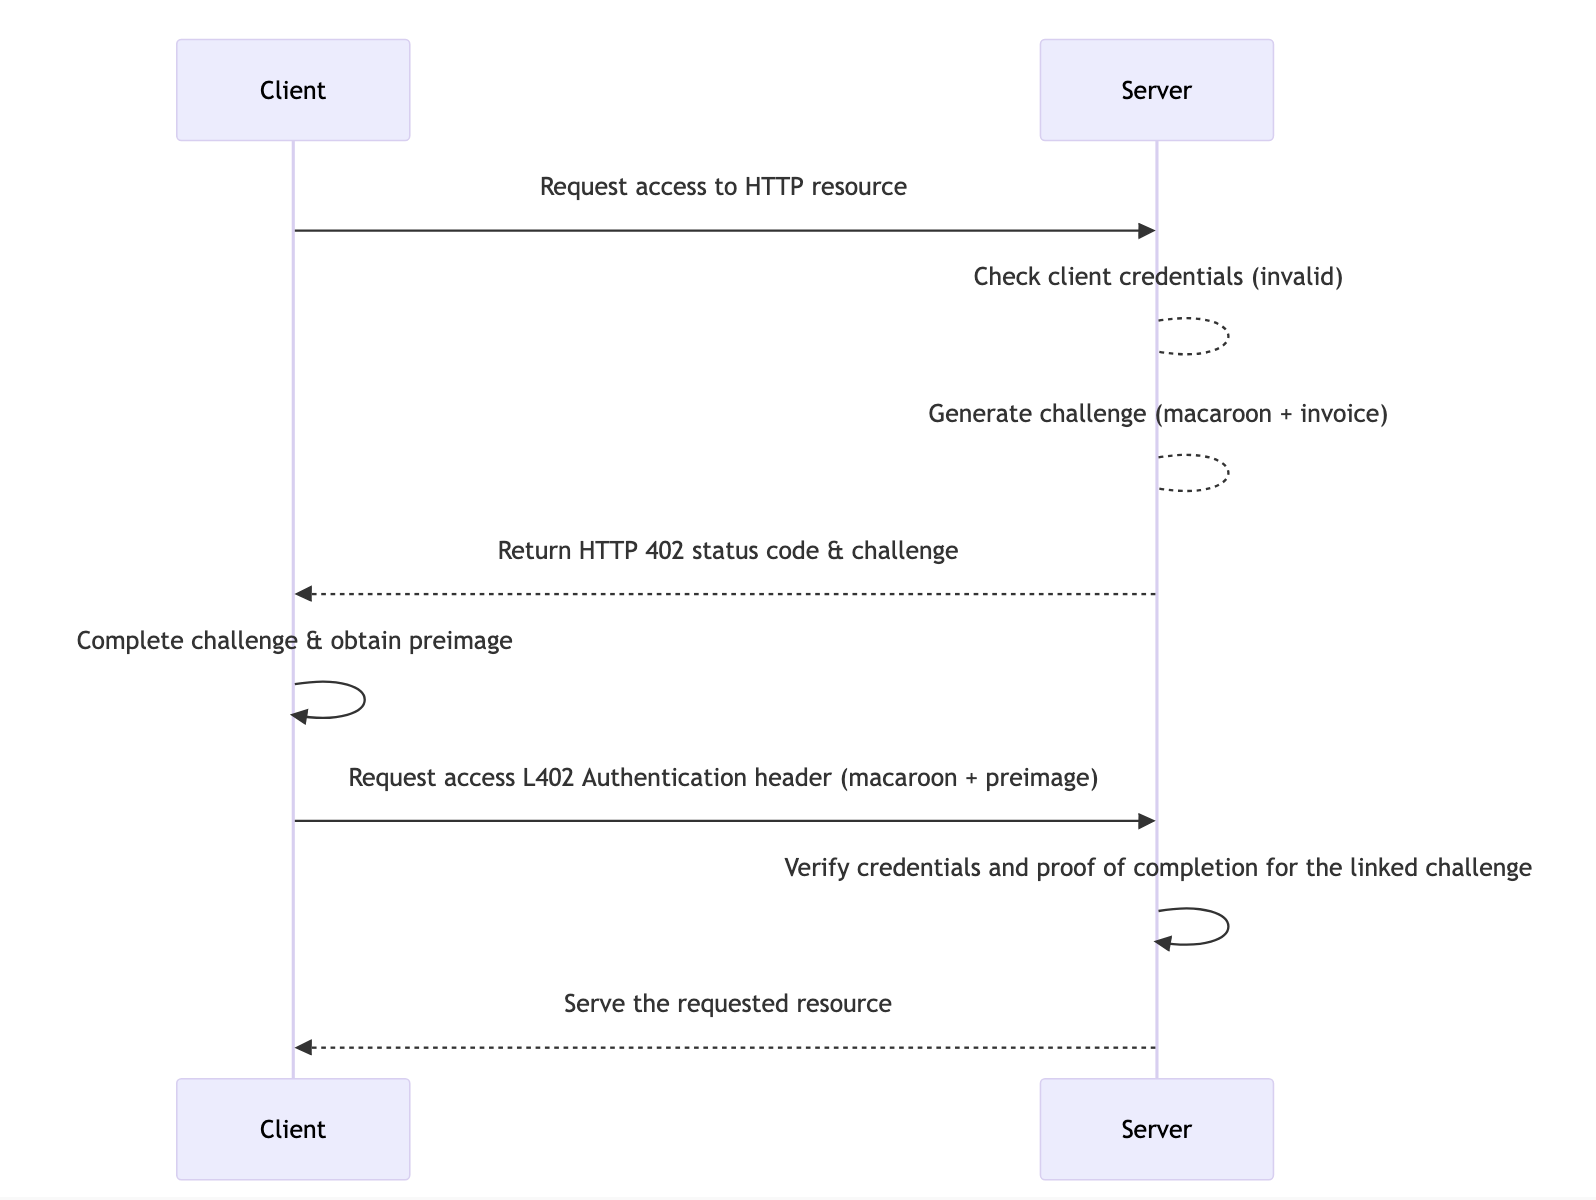 Client
Server
Request access to HTTP resource
Check client credentials (invalid)
Generate challenge (macaroon + invoice)
Return HTTP 402 status code & challenge
Complete challenge & obtain preimage
Request access L402 Authentication header (macaroon + preimage)
Verify credentials and proof of completion for the linked challenge
Serve the requested resource
Client
Server